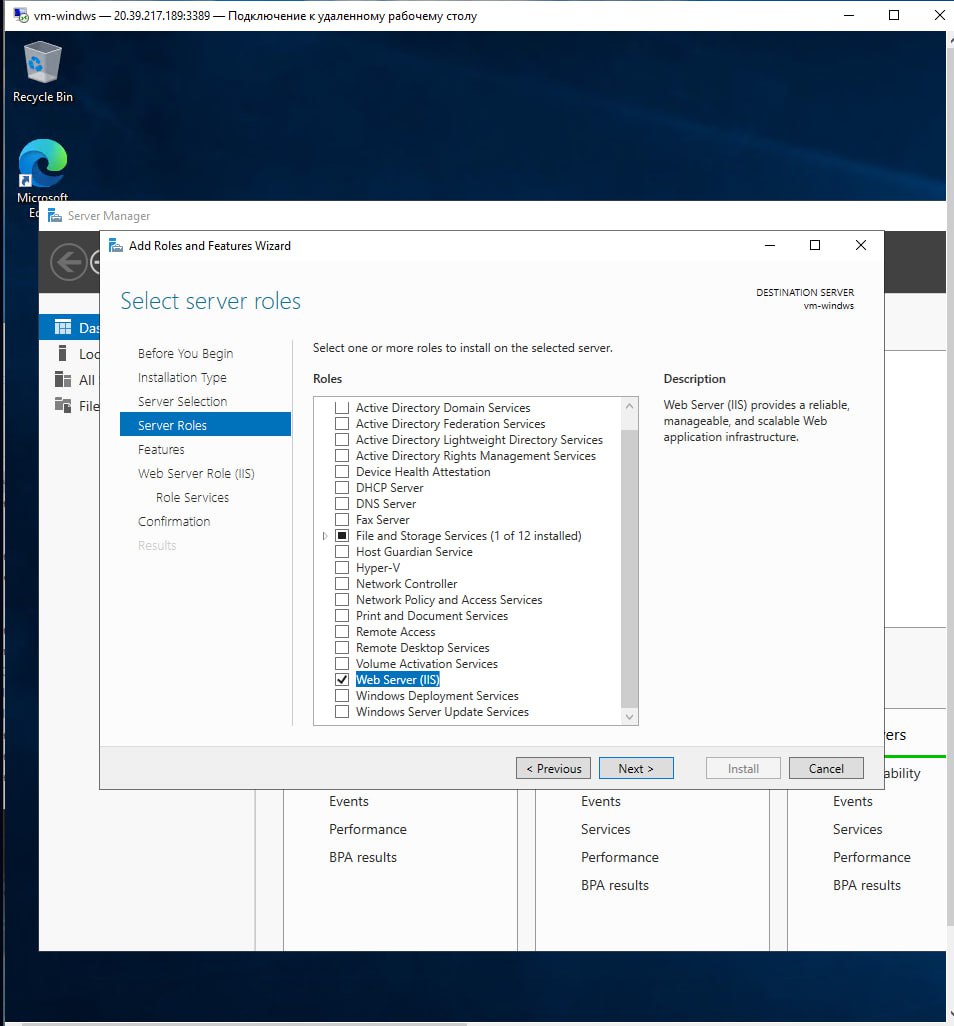 vm-windws — 20.39.217.189:3389 — Подключение к удаленному рабочему столу
Recycle Bin
Microsoft
Server Manager
Add Roles and Features Wizard
Select server roles
DESTINATION SERVER
vm-windws
Before You Begin
Installation Type
Server Selection
Server Roles
Features
Web Server Role (IIS)
Role Services
Confirmation
Results
Select one or more roles to install on the selected server.
Roles
Active Directory Domain Services
Active Directory Federation Services
Active Directory Lightweight Directory Services
Active Directory Rights Management Services
Device Health Attestation
DHCP Server
DNS Server
Fax Server
File and Storage Services (1 of 12 installed)
Host Guardian Service
Hyper-V
Network Controller
Network Policy and Access Services
Print and Document Services
Remote Access
Remote Desktop Services
Volume Activation Services
Web Server (IIS)
Windows Deployment Services
Windows Server Update Services
Description
Web Server (IIS) provides a reliable,
manageable, and scalable Web
application infrastructure.
< Previous
Next >
Install
Cancel
All
File
Events
Performance
BPA results
Events
Services
Performance
BPA results
Events
Services
Performance
BPA results